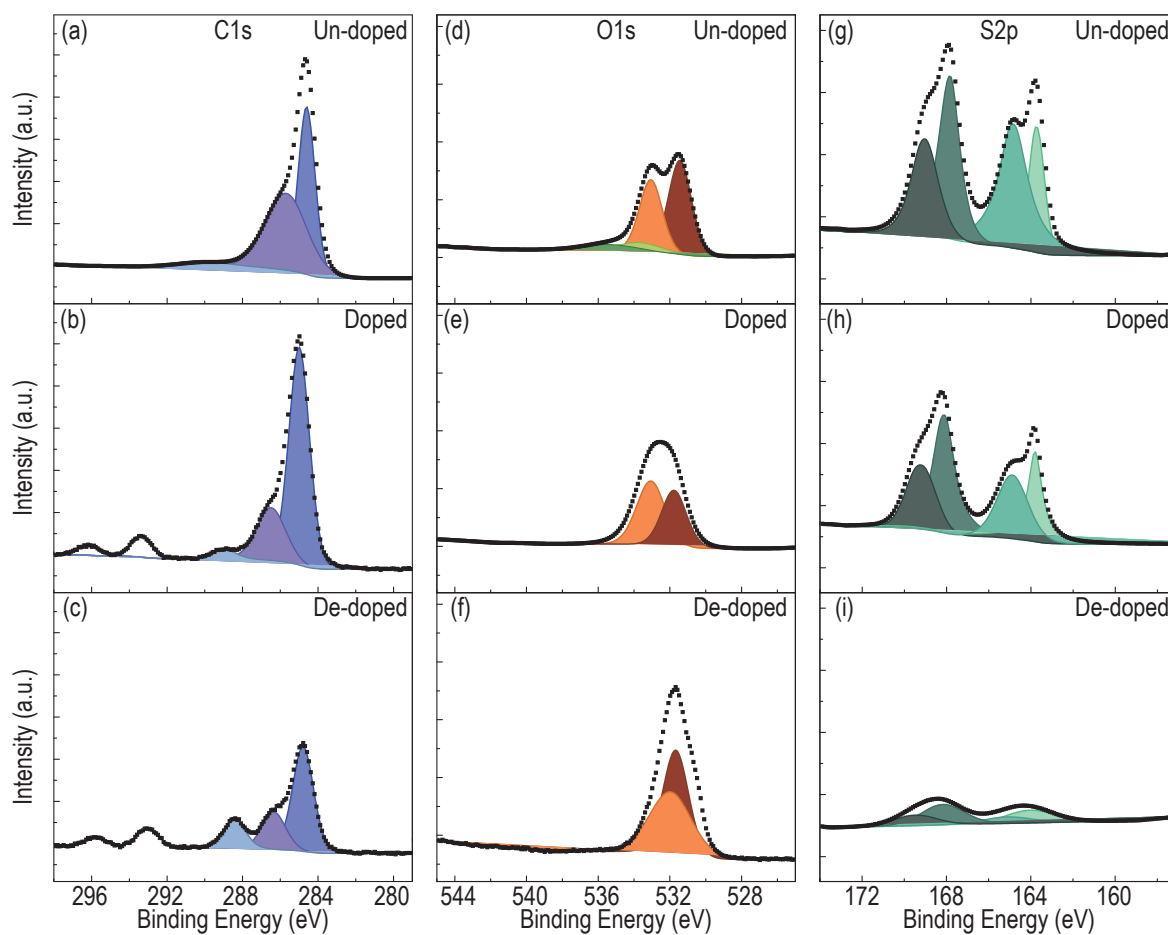 (a) C1s Un-doped
(d) O1s Un-doped
(g) S2p Un-doped
Intensity (a.u.)
(b) Doped
(e) Doped
(h) Doped
Intensity (a.u.)
(c) De-doped
(f) De-doped
(i) De-doped
Intensity (a.u.)
296 292 288 284 280
544 540 536 532 528
172 168 164 160
Binding Energy (eV)
Binding Energy (eV)
Binding Energy (eV)